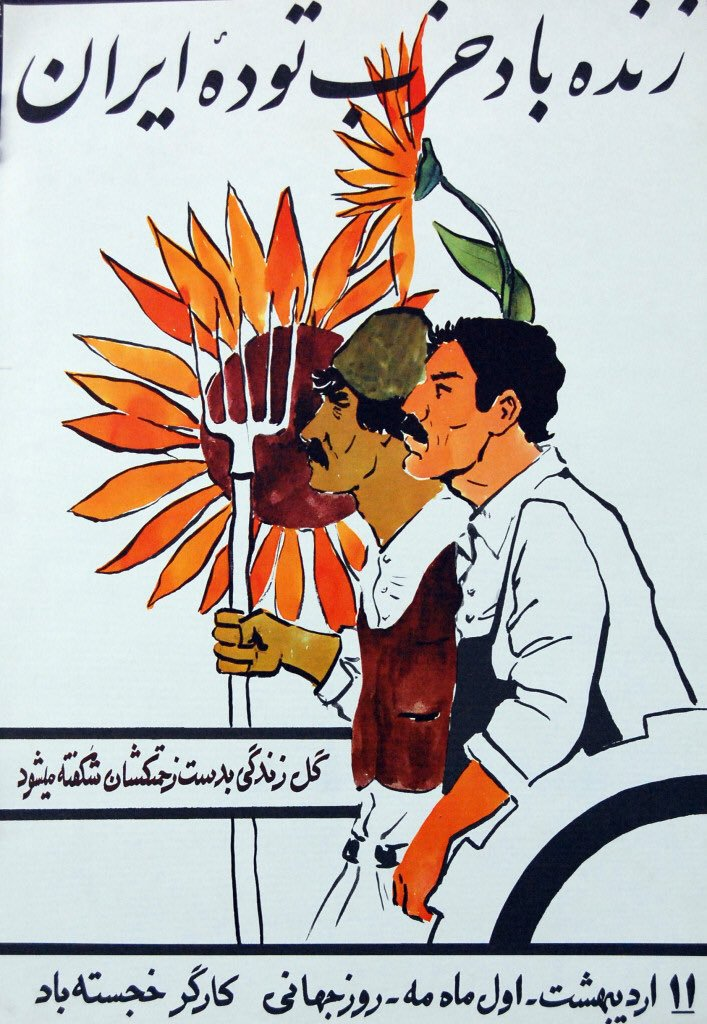 زنده باد حزب تودهٔ ایران
گل زندگی بدست زحمتکشان شکفته میشود
۱۱ اردیبهشت - اول ماه مه - روز جهانی کارگر خجسته باد